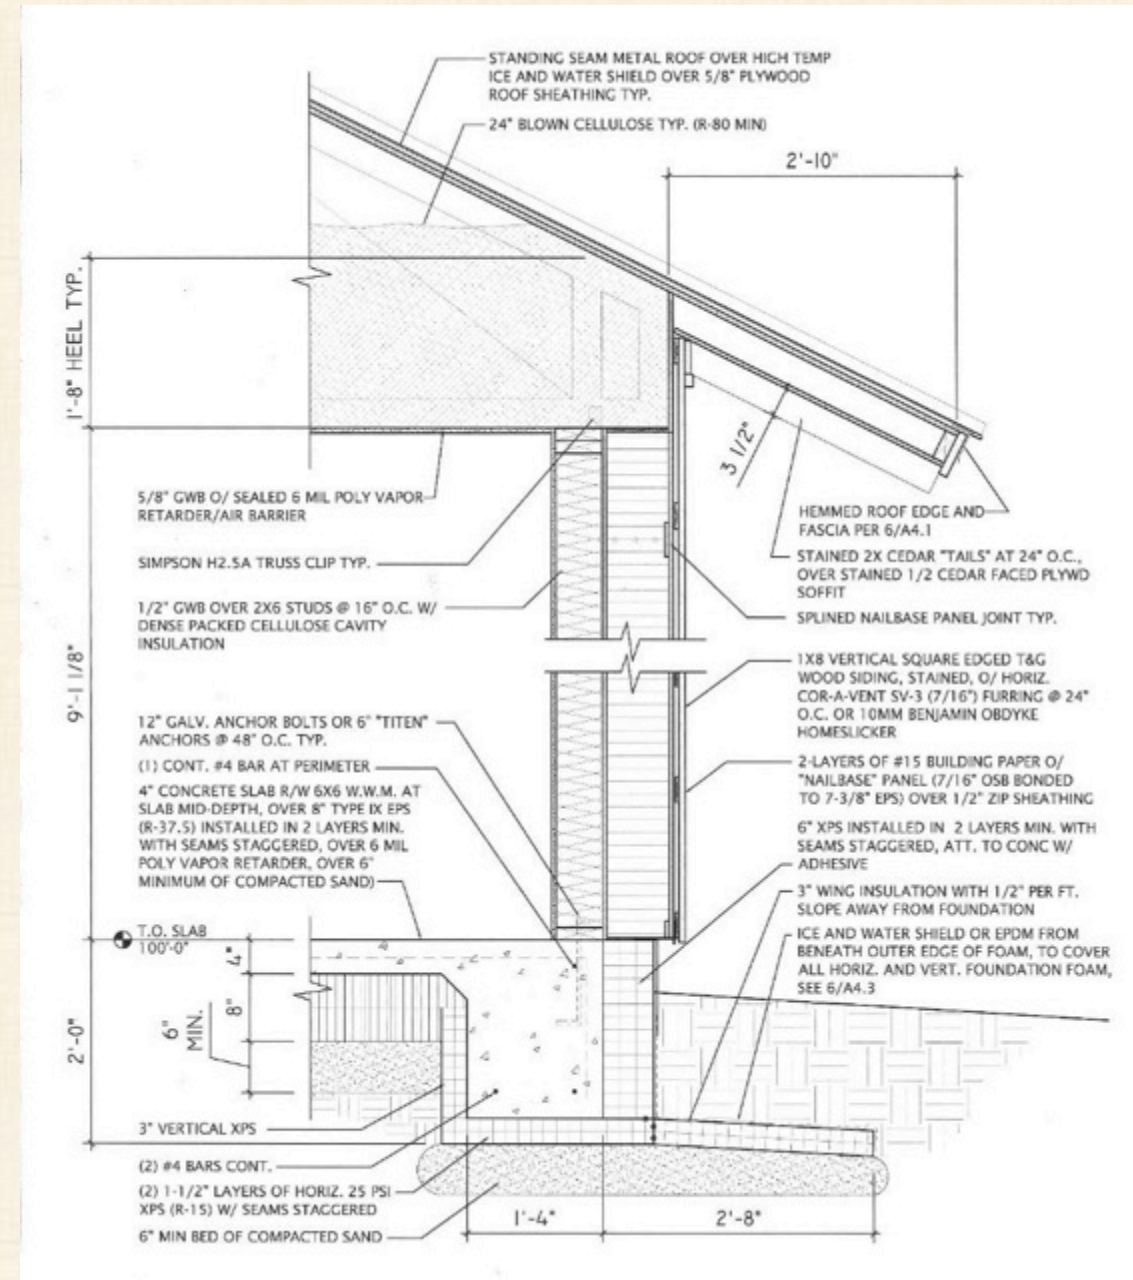 STANDING SEAM METAL ROOF OVER HIGH TEMP
ICE AND WATER SHIELD OVER 5/8" PLYWOOD
ROOF SHEATHING TYP.
24" BLOWN CELLULOSE TYP. (R-80 MIN)
2'-10"
1'-8" HEEL TYP.
3 1/2"
5/8" GWB O/ SEALED 6 MIL POLY VAPOR
RETARDER/AIR BARRIER
SIMPSON H2.5A TRUSS CLIP TYP.
1/2" GWB OVER 2X6 STUDS @ 16" O.C. W/
DENSE PACKED CELLULOSE CAVITY
INSULATION
HEMMED ROOF EDGE AND
FASCIA PER 6/A4.1
STAINED 2X CEDAR "TAILS" AT 24" O.C.,
OVER STAINED 1/2 CEDAR FACED PLYWD
SOFFIT
SPLINED NAILBASE PANEL JOINT TYP.
9'-1 1/8"
1X8 VERTICAL SQUARE EDGED T&G
WOOD SIDING, STAINED, O/ HORIZ.
COR-A-VENT SV-3 (7/16") FURRING @ 24"
O.C. OR 10MM BENJAMIN OBDYKE
HOMESLICKER
12" GALV. ANCHOR BOLTS OR 6" "TITEN"
ANCHORS @ 48" O.C. TYP.
(1) CONT. #4 BAR AT PERIMETER
4" CONCRETE SLAB R/W 6X6 W.W.M. AT
SLAB MID-DEPTH, OVER 8" TYPE IX EPS
(R-37.5) INSTALLED IN 2 LAYERS MIN.
WITH SEAMS STAGGERED, OVER 6 MIL
POLY VAPOR RETARDER, OVER 6"
MINIMUM OF COMPACTED SAND)
2-LAYERS OF #15 BUILDING PAPER O/
"NAILBASE" PANEL (7/16" OSB BONDED
TO 7-3/8" EPS) OVER 1/2" ZIP SHEATHING
6" XPS INSTALLED IN 2 LAYERS MIN. WITH
SEAMS STAGGERED, ATT. TO CONC W/
ADHESIVE
3" WING INSULATION WITH 1/2" PER FT.
SLOPE AWAY FROM FOUNDATION
ICE AND WATER SHIELD OR EPDM FROM
BENEATH OUTER EDGE OF FOAM, TO COVER
ALL HORIZ. AND VERT. FOUNDATION FOAM,
SEE 6/A4.3
T.O. SLAB
100'-0"
4"
8"
6"
MIN.
2'-0"
3" VERTICAL XPS
(2) #4 BARS CONT.
(2) 1-1/2" LAYERS OF HORIZ. 25 PSI
XPS (R-15) W/ SEAMS STAGGERED
6" MIN BED OF COMPACTED SAND
1'-4"
2'-8"